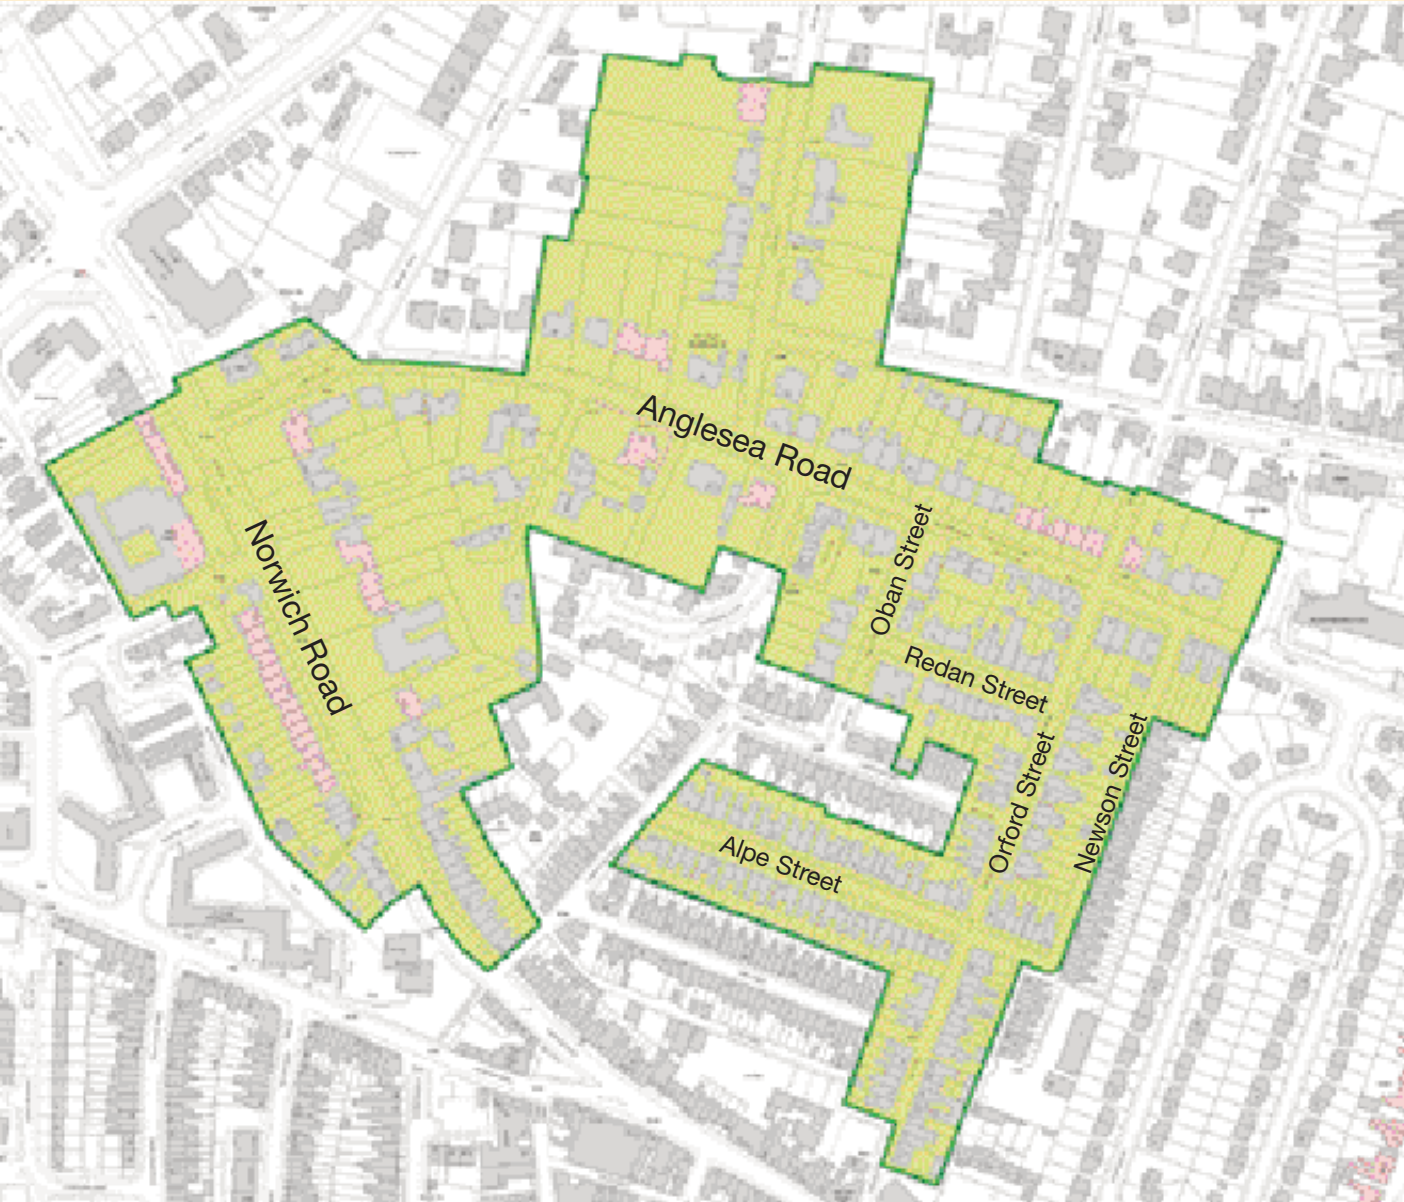 Anglesea Road
Norwich Road
Oban Street
Redan Street
Orford Street
Newson Street
Alpe Street